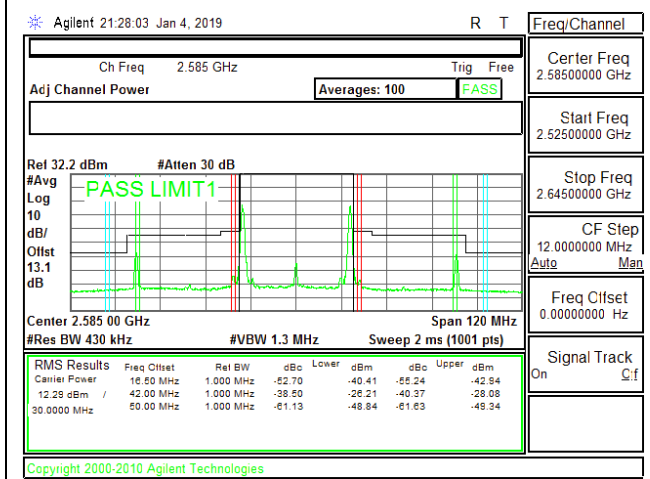 Agilent 21:28:03 Jan 4, 2019 R T
Freq/Channel
Ch Freq 2.585 GHz Trig Free
Adj Channel Power Averages: 100 PASS
Center Freq
2.58500000 GHz
Start Freq
2.52500000 GHz
Stop Freq
2.64500000 GHz
CF Step
12.0000000 MHz
Auto Man
Freq Offset
0.00000000 Hz
Signal Track
On Off
Ref 32.2 dBm #Atten 30 dB
#Avg
Log
10
dB/
Offst
13.1
dB
PASS LIMIT1
Center 2.585 00 GHz Span 120 MHz
#Res BW 430 kHz #VBW 1.3 MHz Sweep 2 ms (1001 pts)
RMS Results Freq Offset Ref BW dBc Lower dBm dBc Upper dBm
Carrier Power 16.50 MHz 1.000 MHz -52.70 -40.41 -55.24 -42.94
12.29 dBm / 42.00 MHz 1.000 MHz -38.50 -26.21 -40.37 -28.08
30.0000 MHz 60.00 MHz 1.000 MHz -61.13 -48.84 -61.63 -49.34
Copyright 2000-2010 Agilent Technologies